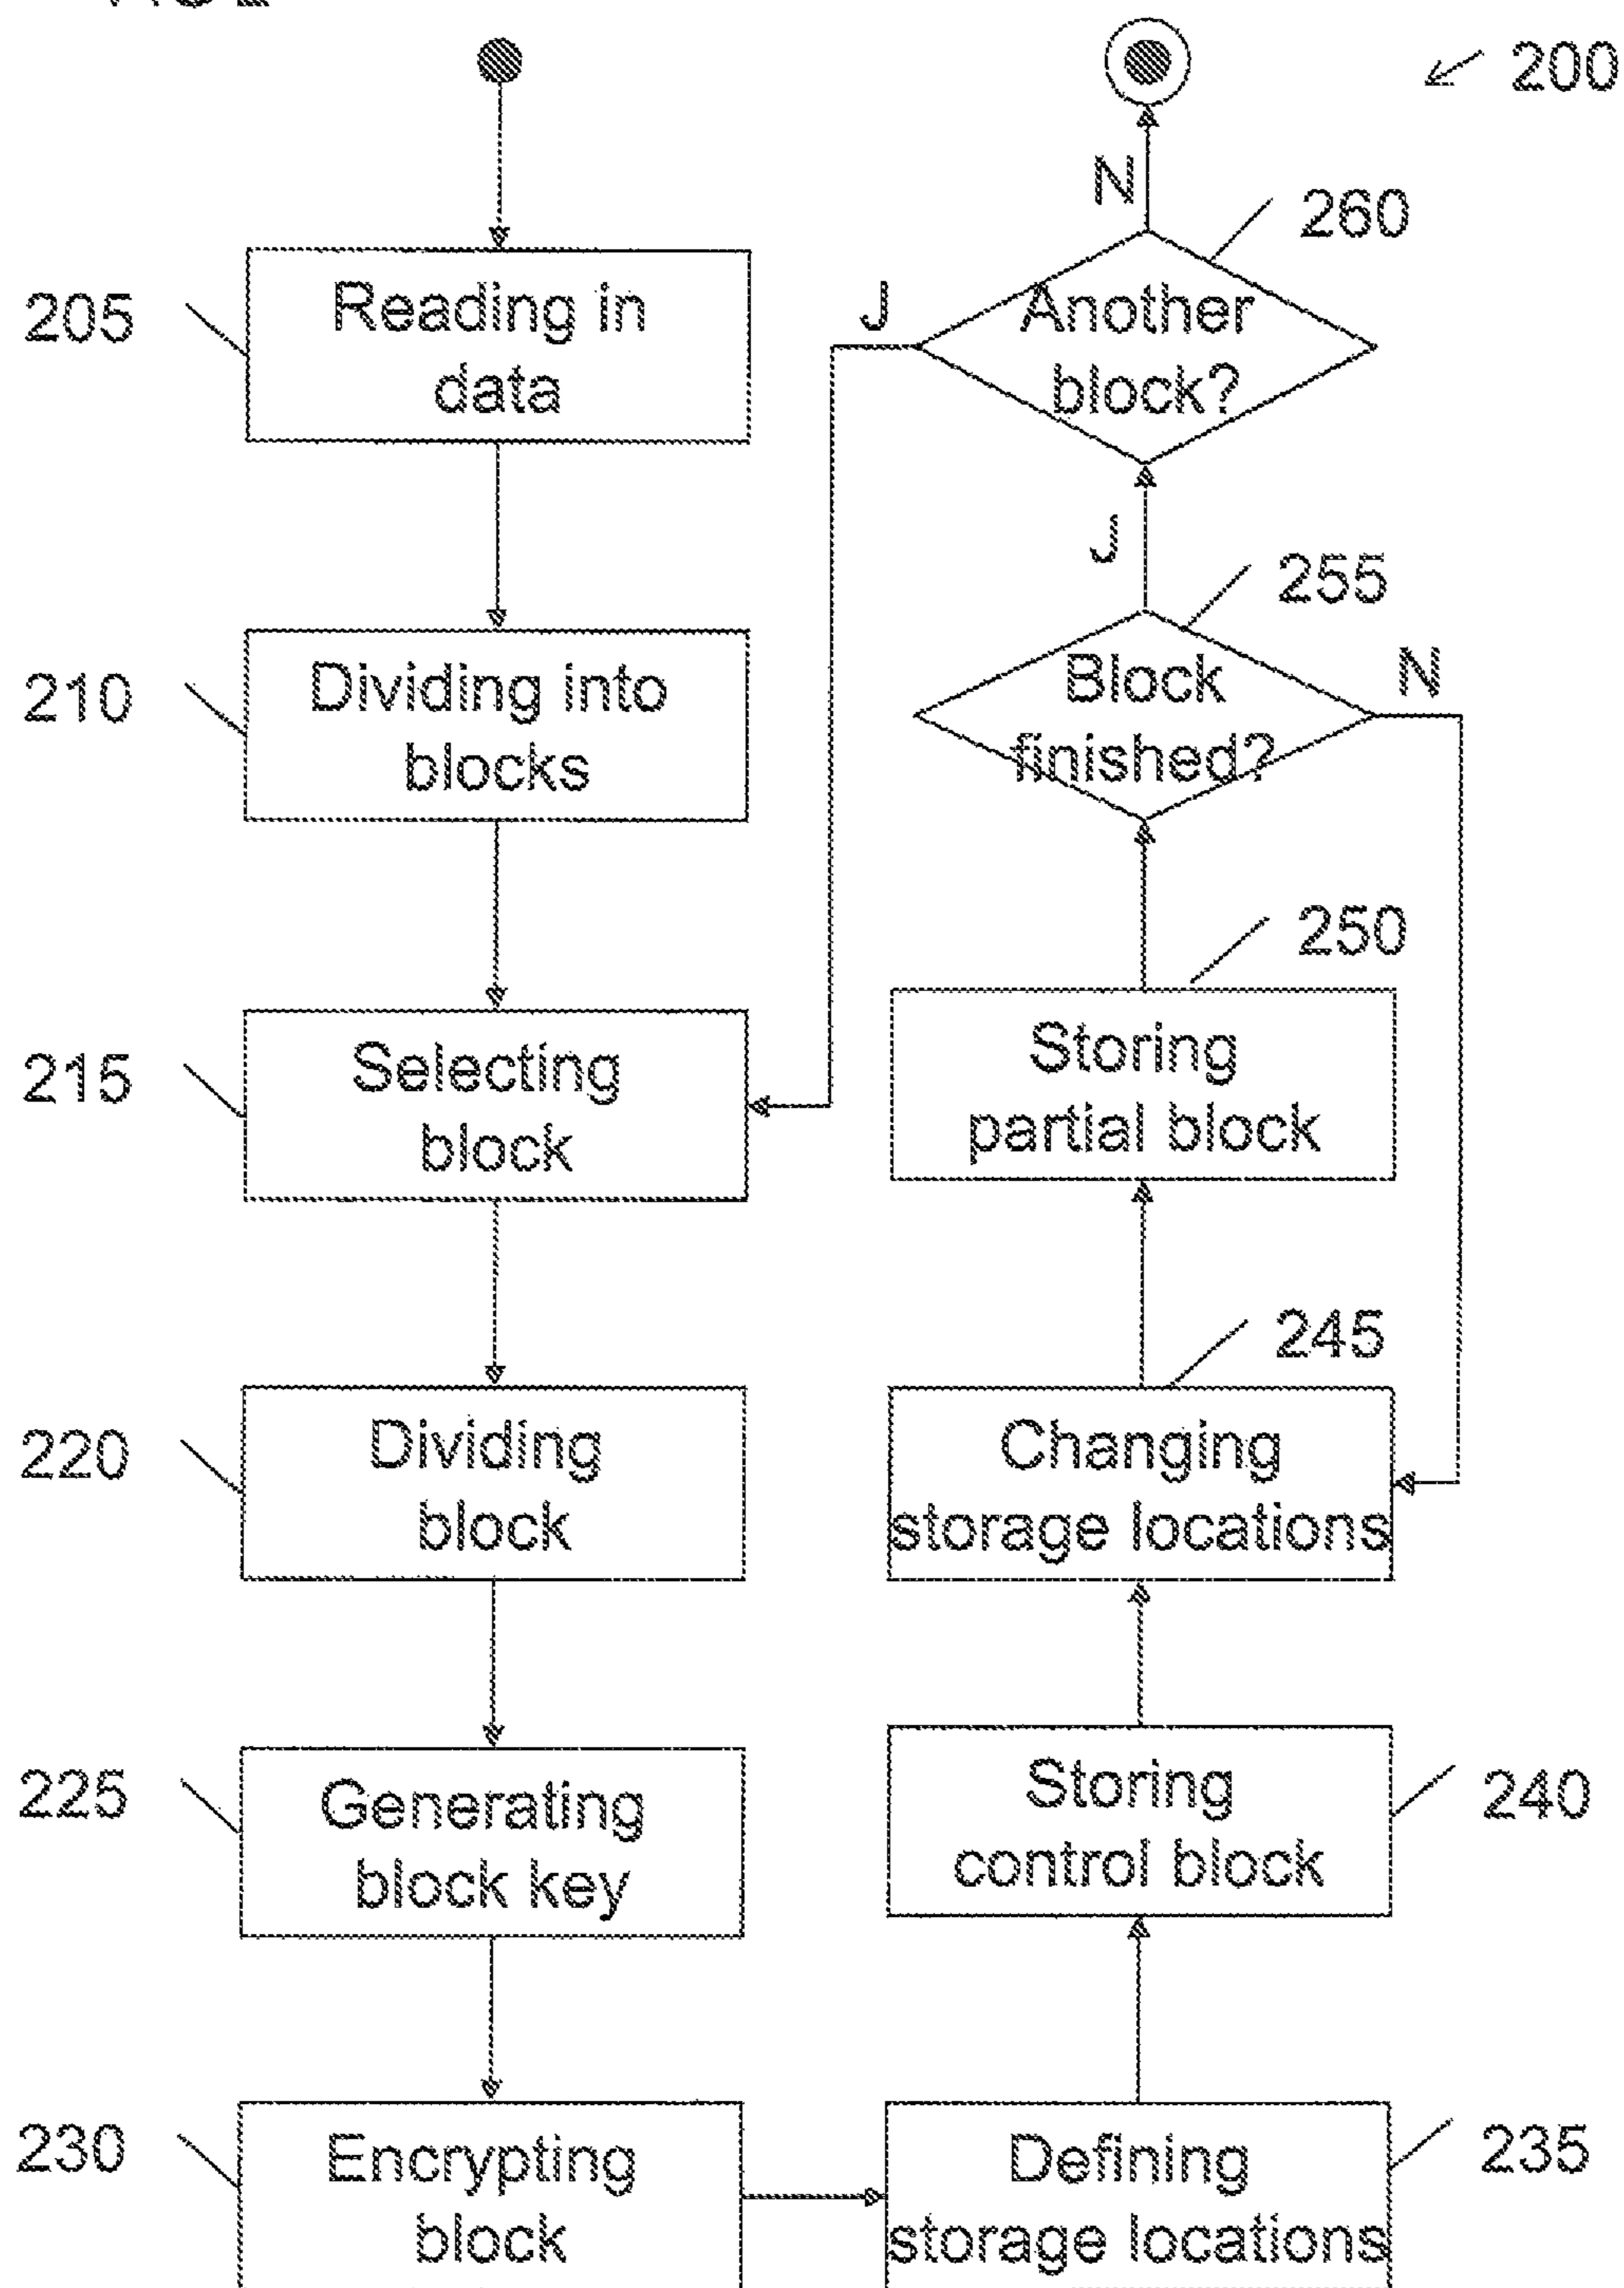 200
N
260
205
Reading in
data
J
Another
block?
J
255
210
Dividing into
blocks
Block
finished?
N
250
215
Selecting
block
Storing
partial block
245
220
Dividing
block
Changing
storage locations
225
Generating
block key
Storing
control block
240
230
Encrypting
block
Defining
storage locations
235